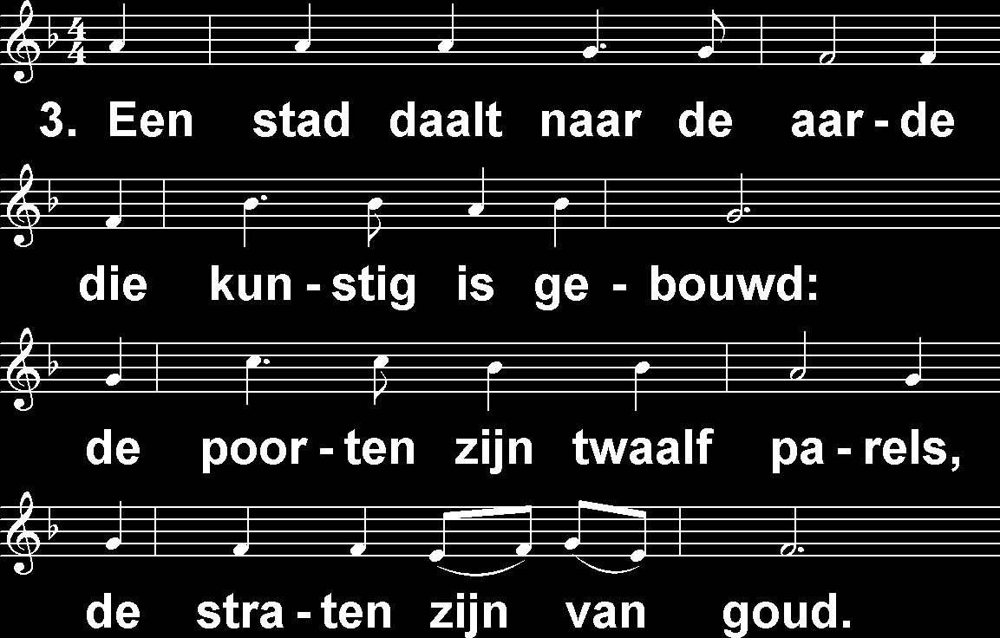 3. Een stad daalt naar de aar - de
die kun - stig is ge - bouwd:
de poor - ten zijn twaalf pa - rels,
de stra - ten zijn van goud.